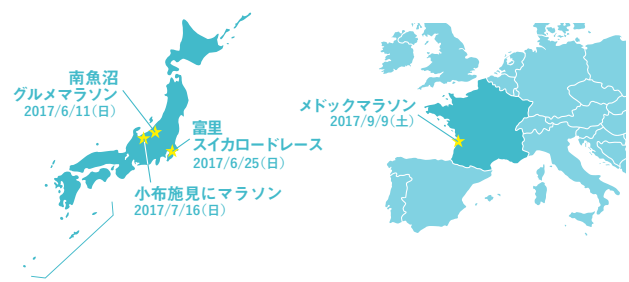 南魚沼
グルメマラソン
2017/6/11(日)
富里
スイカロードレース
2017/6/25(日)
小布施見にマラソン
2017/7/16(日)
メドックマラソン
2017/9/9(土)